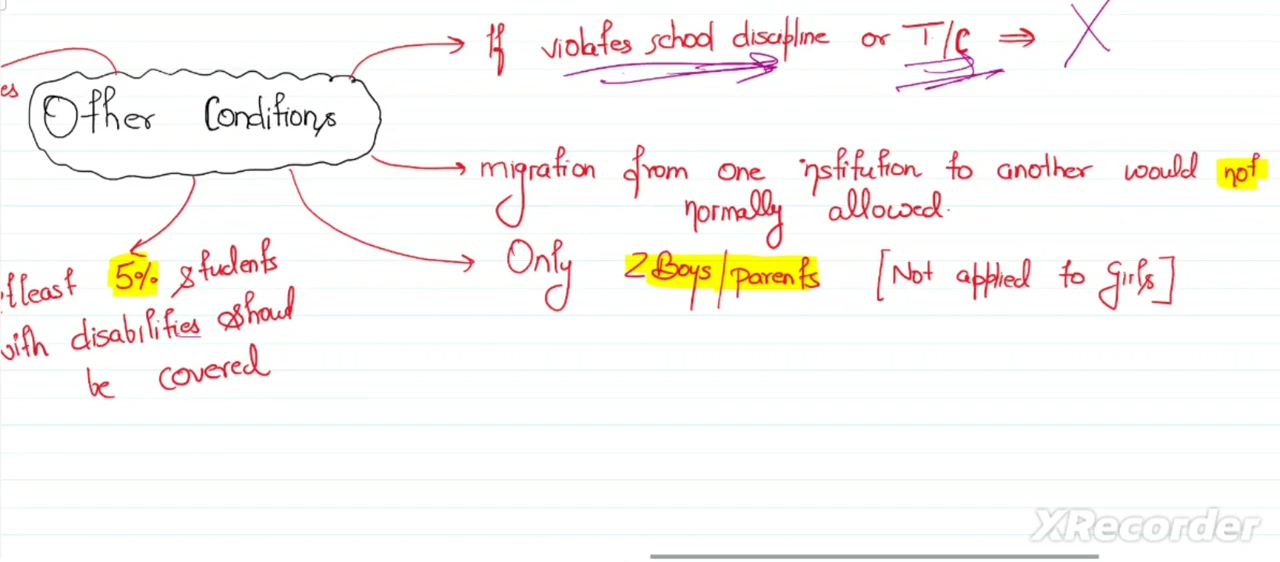 If violates school discipline or T/C ⇒ X
es
Other Conditions
migration from one institution to another would not
normally allowed.
Only 2 Boys/parents [Not applied to Girls]
tleast 5% students
with disabilities shoud
be covered
XRecorder